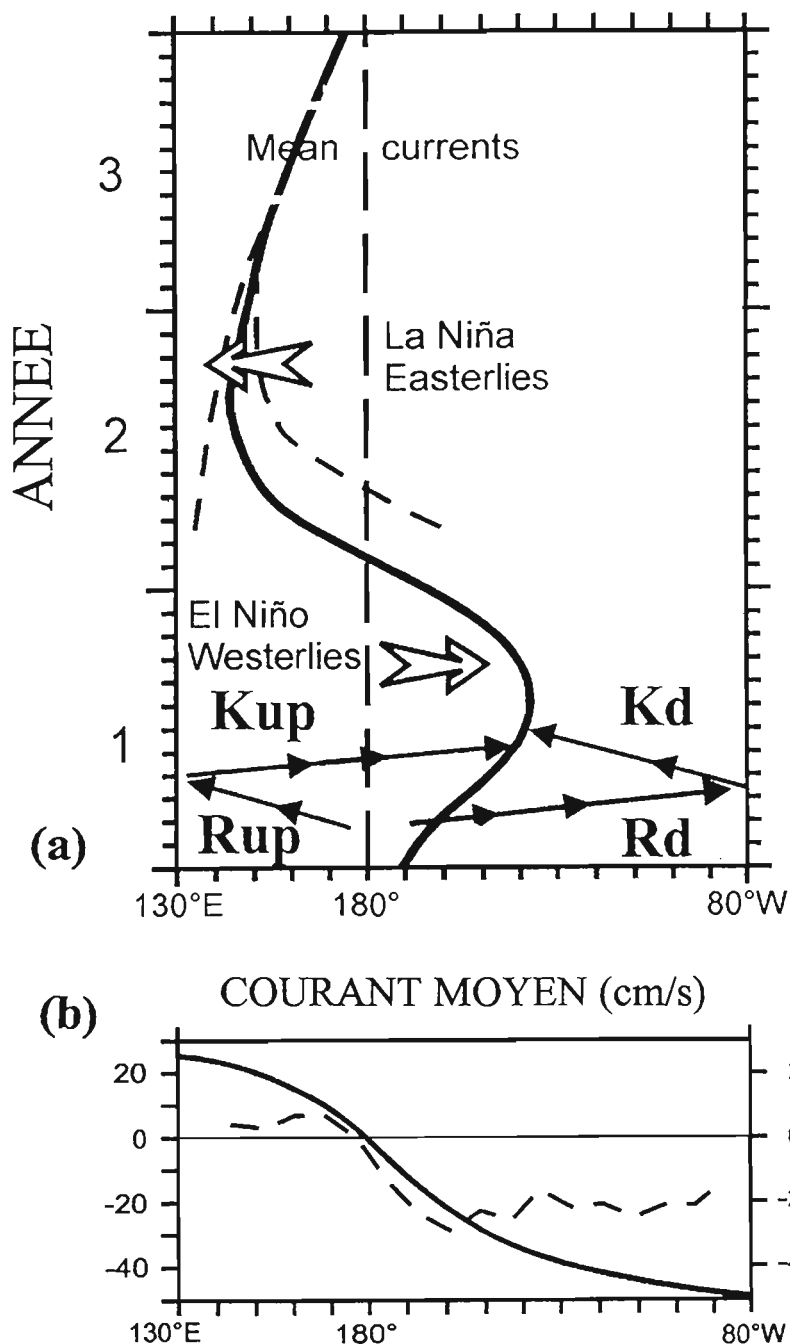 3
Mean currents
ANNEE
La Niña
Easterlies
2
El Niño
Westerlies
Kup
Kd
1
(a)
Rup
Rd
130°E
180°
80°W
(b)
COURANT MOYEN (cm/s)
20
0
-20
-40
130°E
180°
80°W